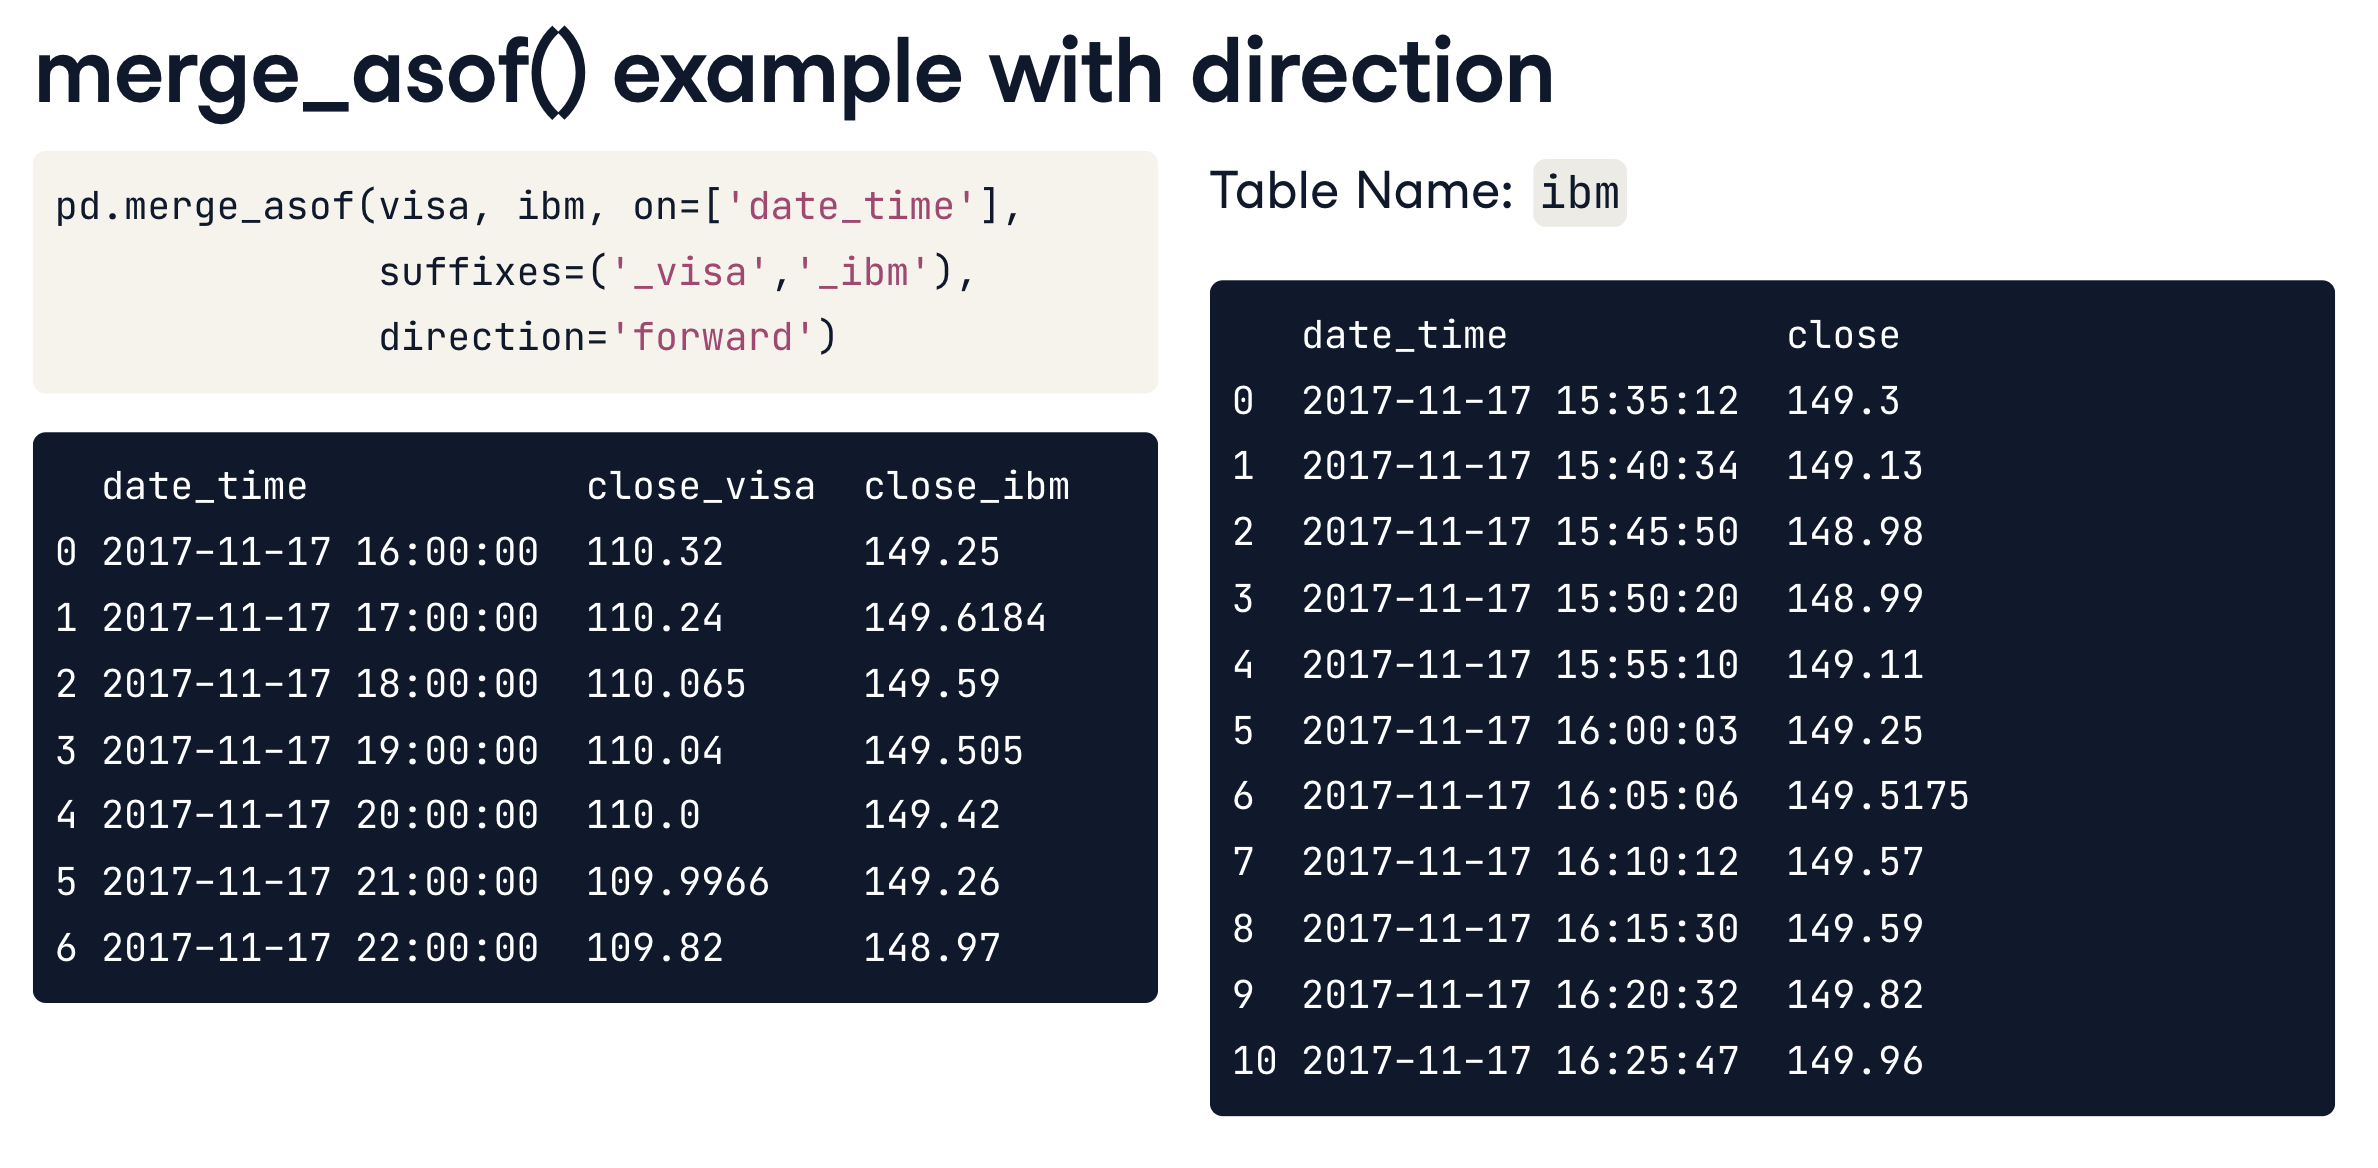 merge_asof() example with direction
pd.merge_asof(visa, ibm, on=['date_time'],
suffixes=('_visa','_ibm'),
direction='forward')
date_time close_visa close_ibm
0 2017-11-17 16:00:00 110.32 149.25
1 2017-11-17 17:00:00 110.24 149.6184
2 2017-11-17 18:00:00 110.065 149.59
3 2017-11-17 19:00:00 110.04 149.505
4 2017-11-17 20:00:00 110.0 149.42
5 2017-11-17 21:00:00 109.9966 149.26
6 2017-11-17 22:00:00 109.82 148.97
Table Name: ibm
date_time close
0 2017-11-17 15:35:12 149.3
1 2017-11-17 15:40:34 149.13
2 2017-11-17 15:45:50 148.98
3 2017-11-17 15:50:20 148.99
4 2017-11-17 15:55:10 149.11
5 2017-11-17 16:00:03 149.25
6 2017-11-17 16:05:06 149.5175
7 2017-11-17 16:10:12 149.57
8 2017-11-17 16:15:30 149.59
9 2017-11-17 16:20:32 149.82
10 2017-11-17 16:25:47 149.96